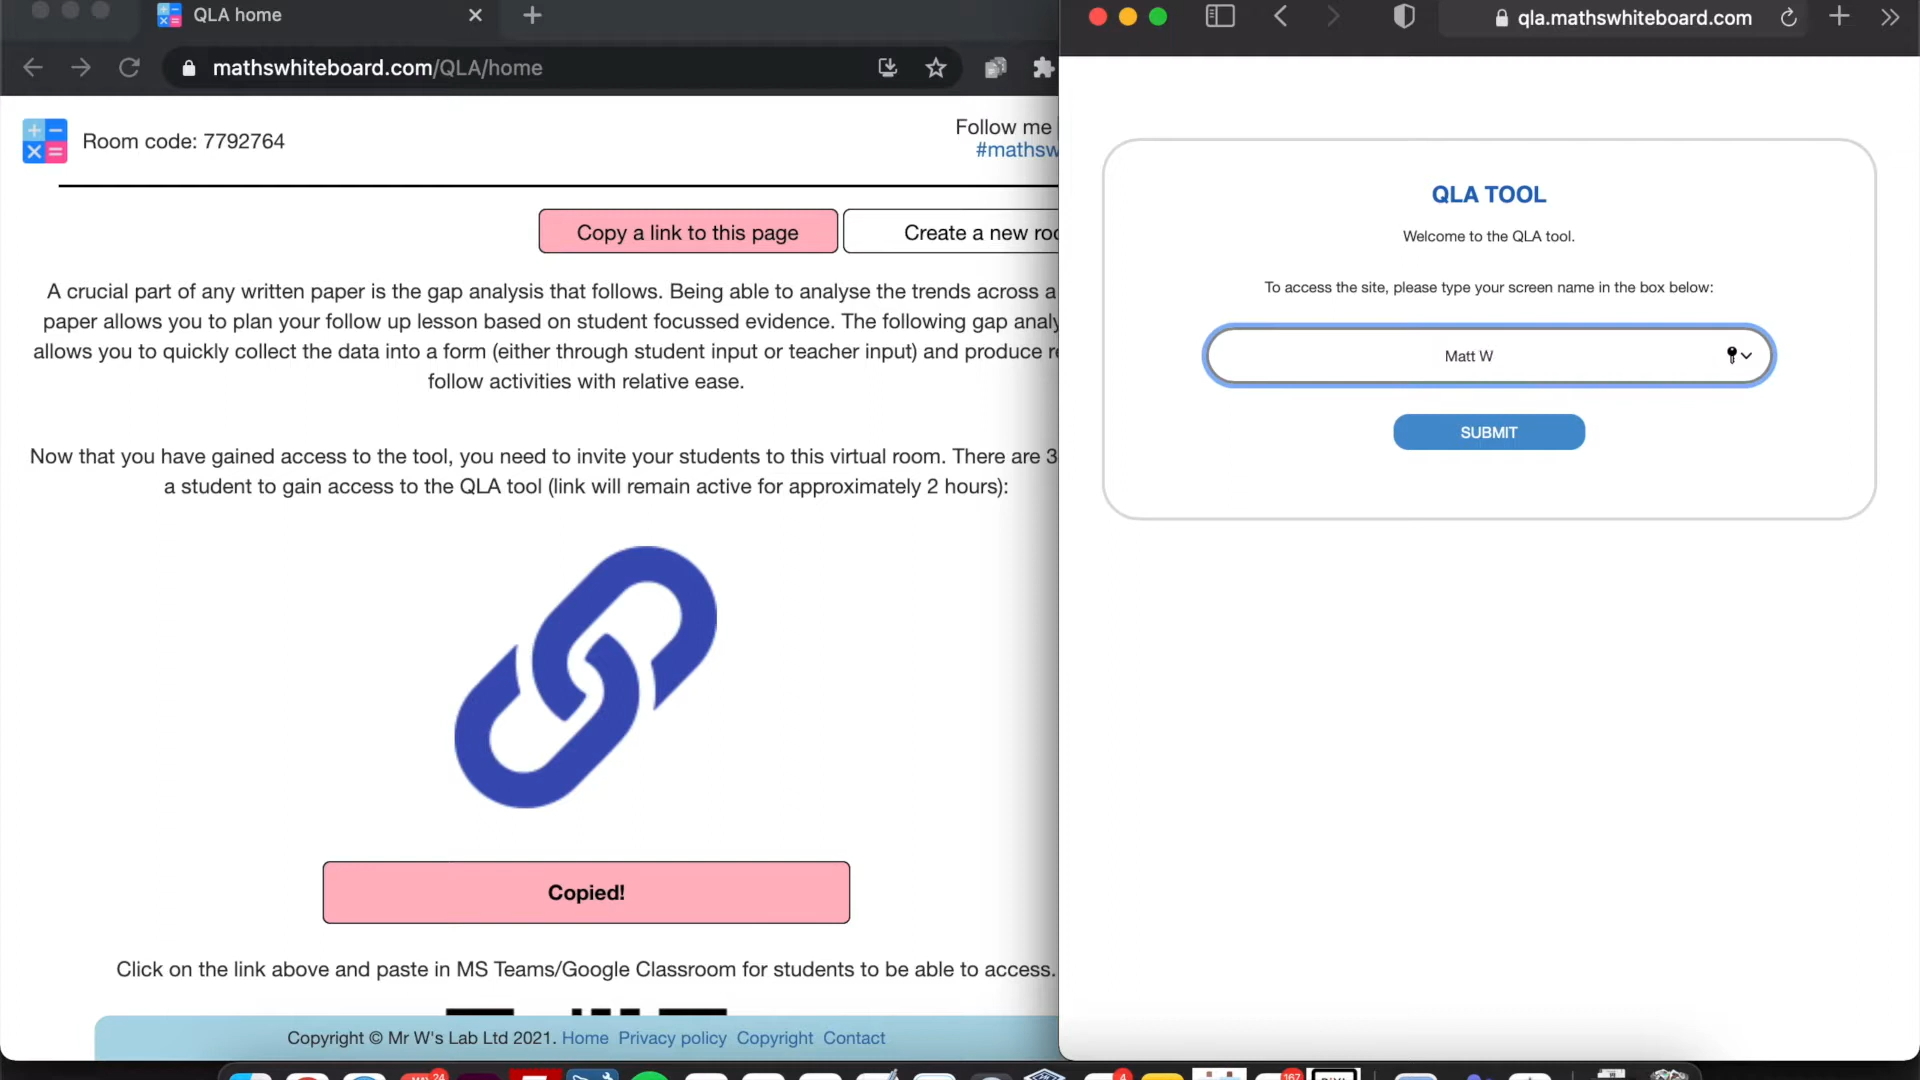 QLA home
mathswhiteboard.com/QLA/home
Room code: 7792764
Follow me
#mathsw
Copy a link to this page
Create a new roo
A crucial part of any written paper is the gap analysis that follows. Being able to analyse the trends across a
paper allows you to plan your follow up lesson based on student focussed evidence. The following gap analy
allows you to quickly collect the data into a form (either through student input or teacher input) and produce re
follow activities with relative ease.
Now that you have gained access to the tool, you need to invite your students to this virtual room. There are 3
a student to gain access to the QLA tool (link will remain active for approximately 2 hours):
Copied!
Click on the link above and paste in MS Teams/Google Classroom for students to be able to access.
Copyright © Mr W's Lab Ltd 2021. Home Privacy policy Copyright Contact
qla.mathswhiteboard.com
QLA TOOL
Welcome to the QLA tool.
To access the site, please type your screen name in the box below:
Matt W
SUBMIT
24
4
167